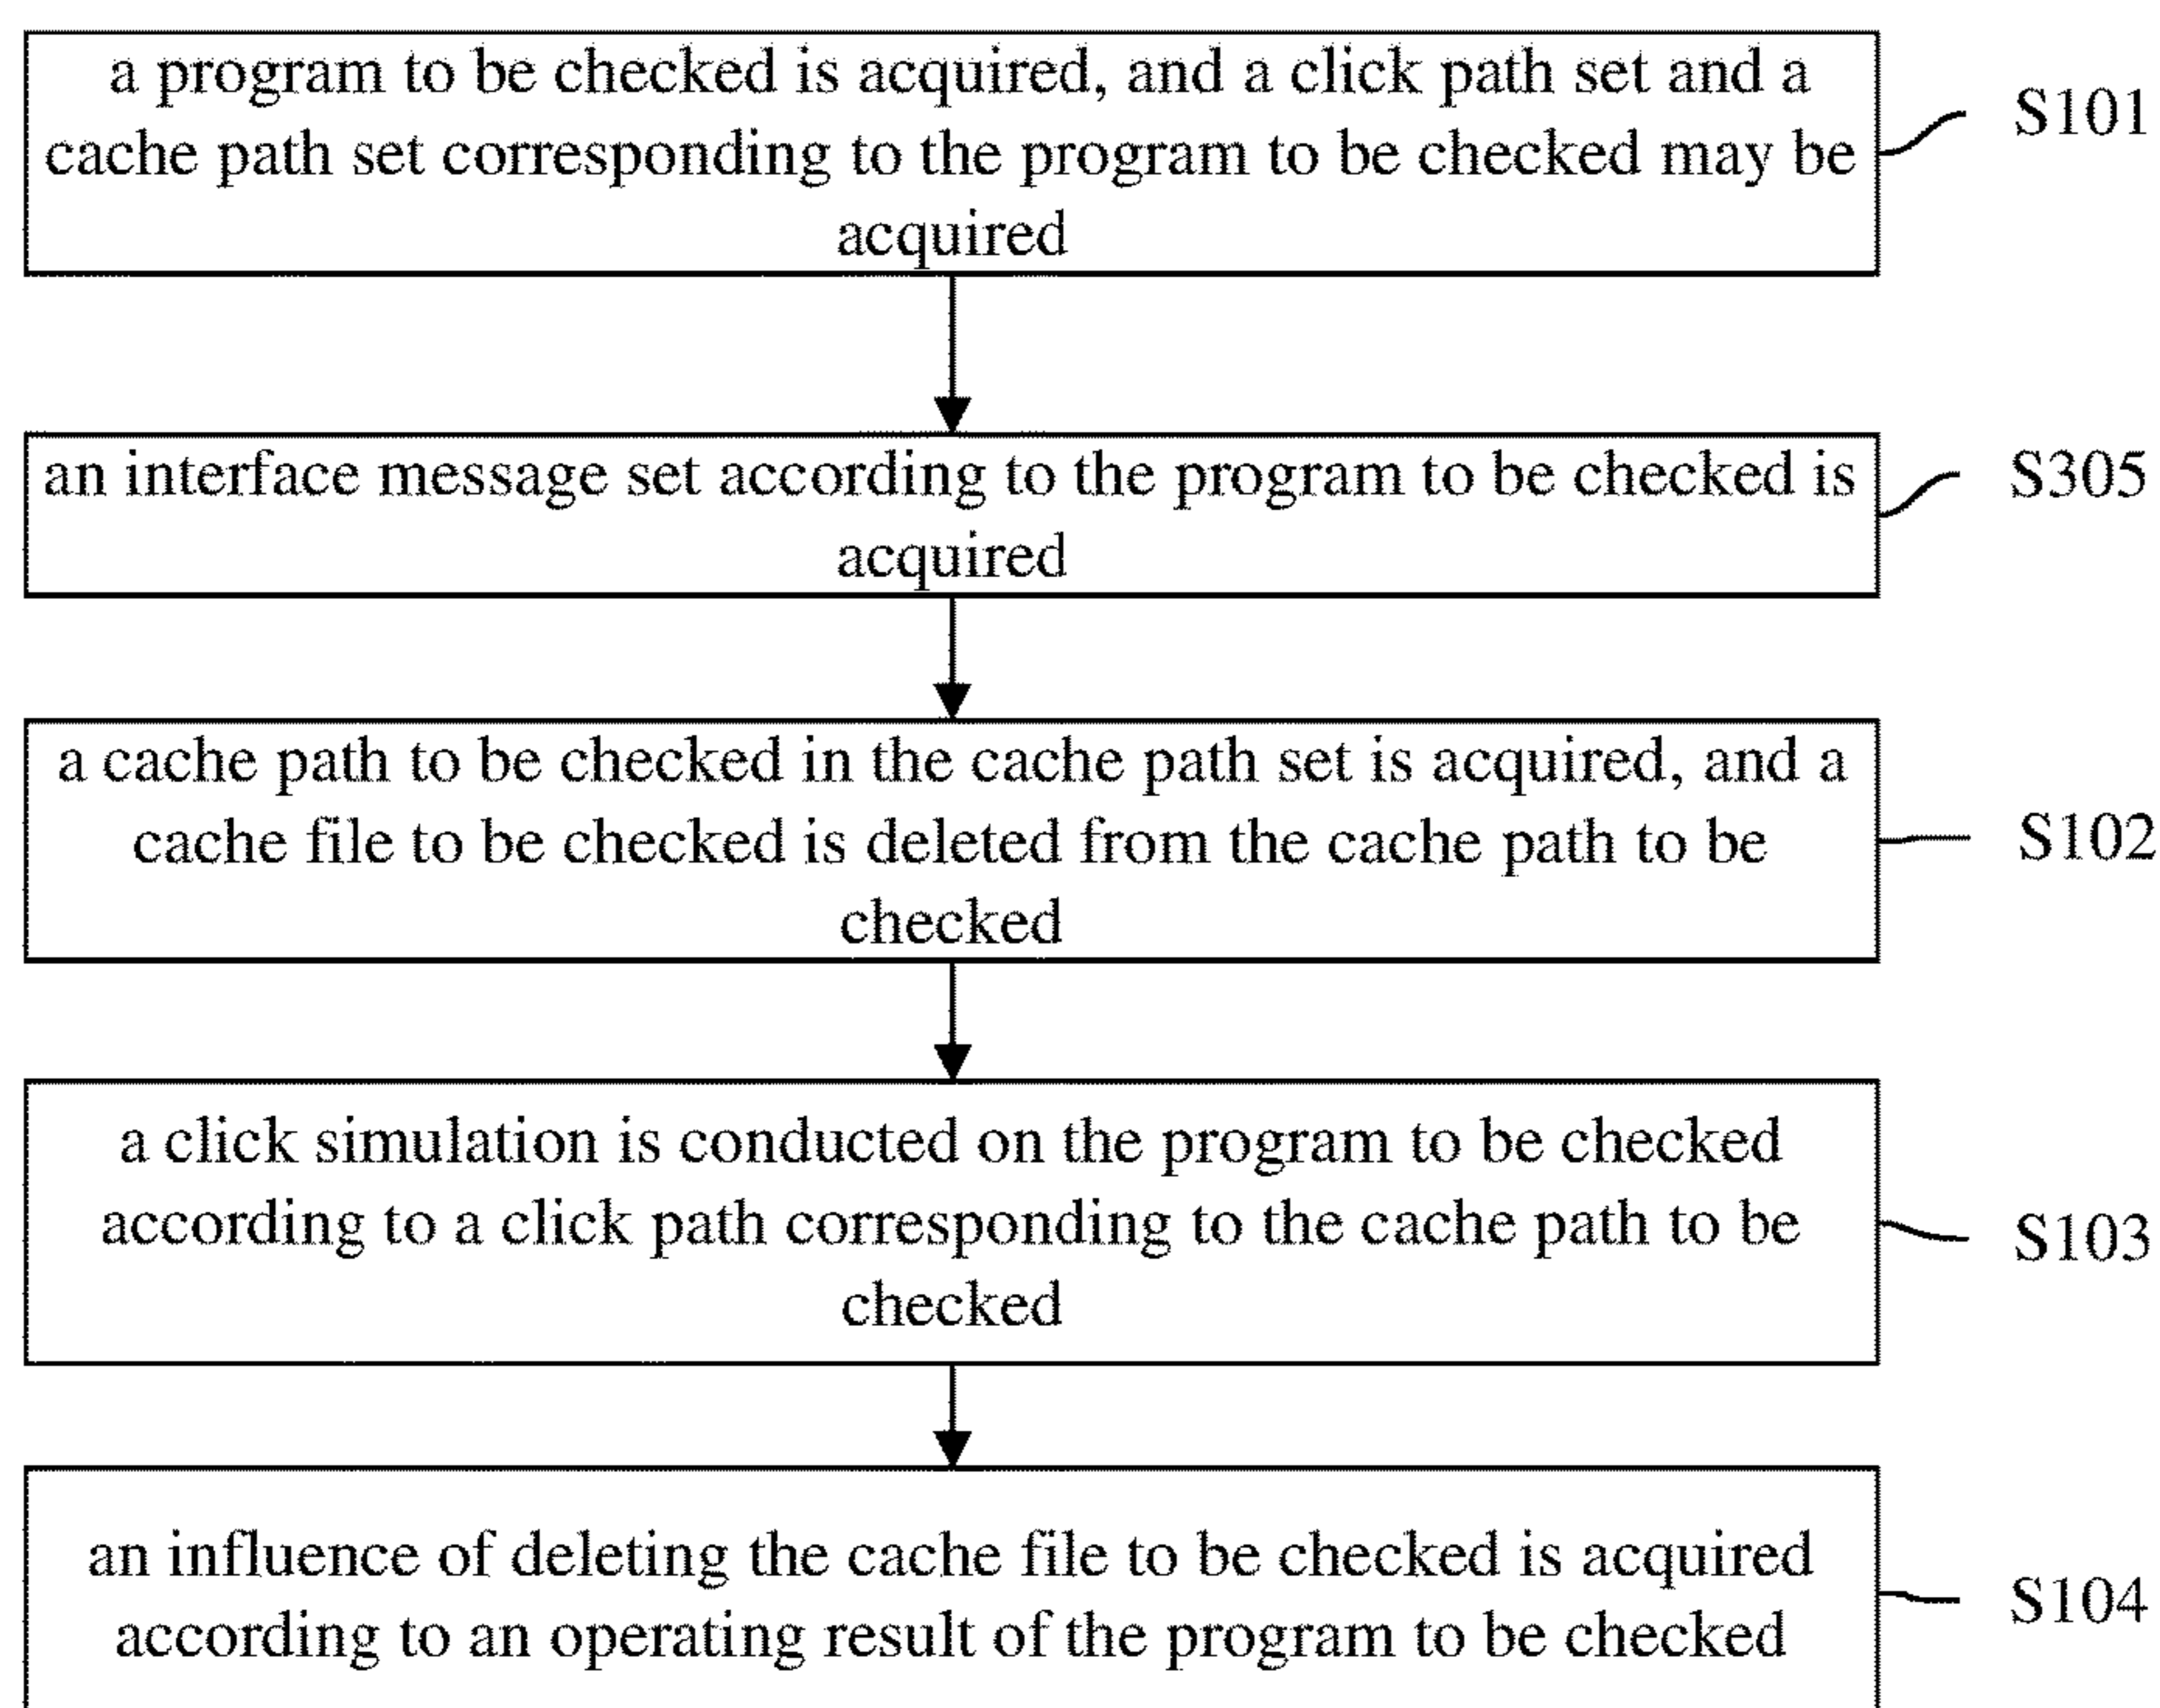 a program to be checked is acquired, and a click path set and a
cache path set corresponding to the program to be checked may be
acquired
S101
an interface message set according to the program to be checked is
acquired
S305
a cache path to be checked in the cache path set is acquired, and a
cache file to be checked is deleted from the cache path to be
checked
S102
a click simulation is conducted on the program to be checked
according to a click path corresponding to the cache path to be
checked
S103
an influence of deleting the cache file to be checked is acquired
according to an operating result of the program to be checked
S104